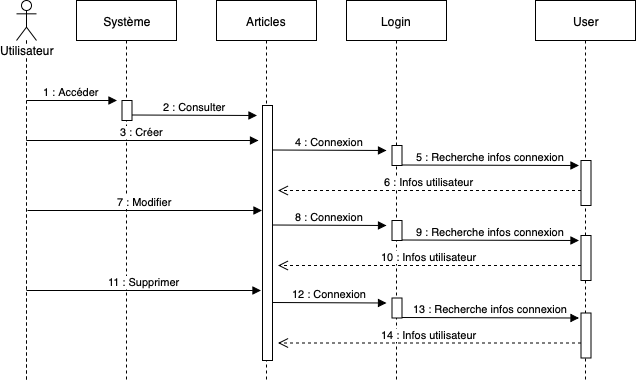 Utilisateur
Système
Articles
Login
User
1 : Accéder
2 : Consulter
3 : Créer
4 : Connexion
5 : Recherche infos connexion
6 : Infos utilisateur
7 : Modifier
8 : Connexion
9 : Recherche infos connexion
10 : Infos utilisateur
11 : Supprimer
12 : Connexion
13 : Recherche infos connexion
14 : Infos utilisateur